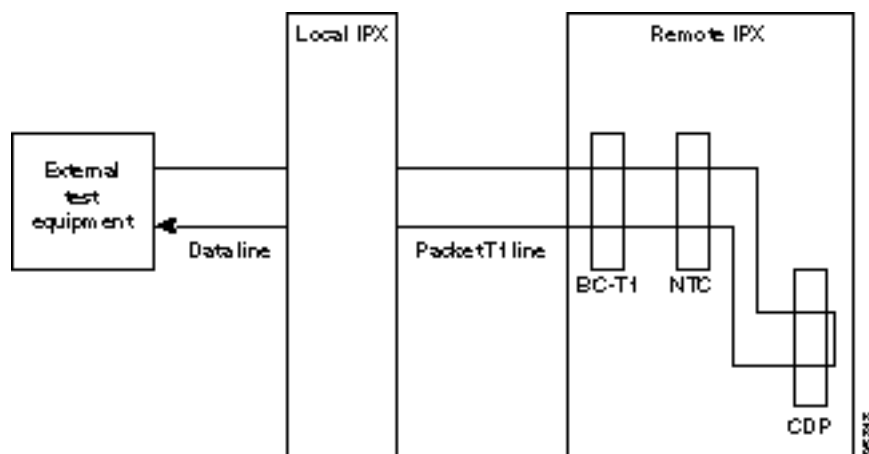 Local IPX
Remote IPX
External
test
equipment
Data line
Packet T1 line
BC-T1
NTC
CDP